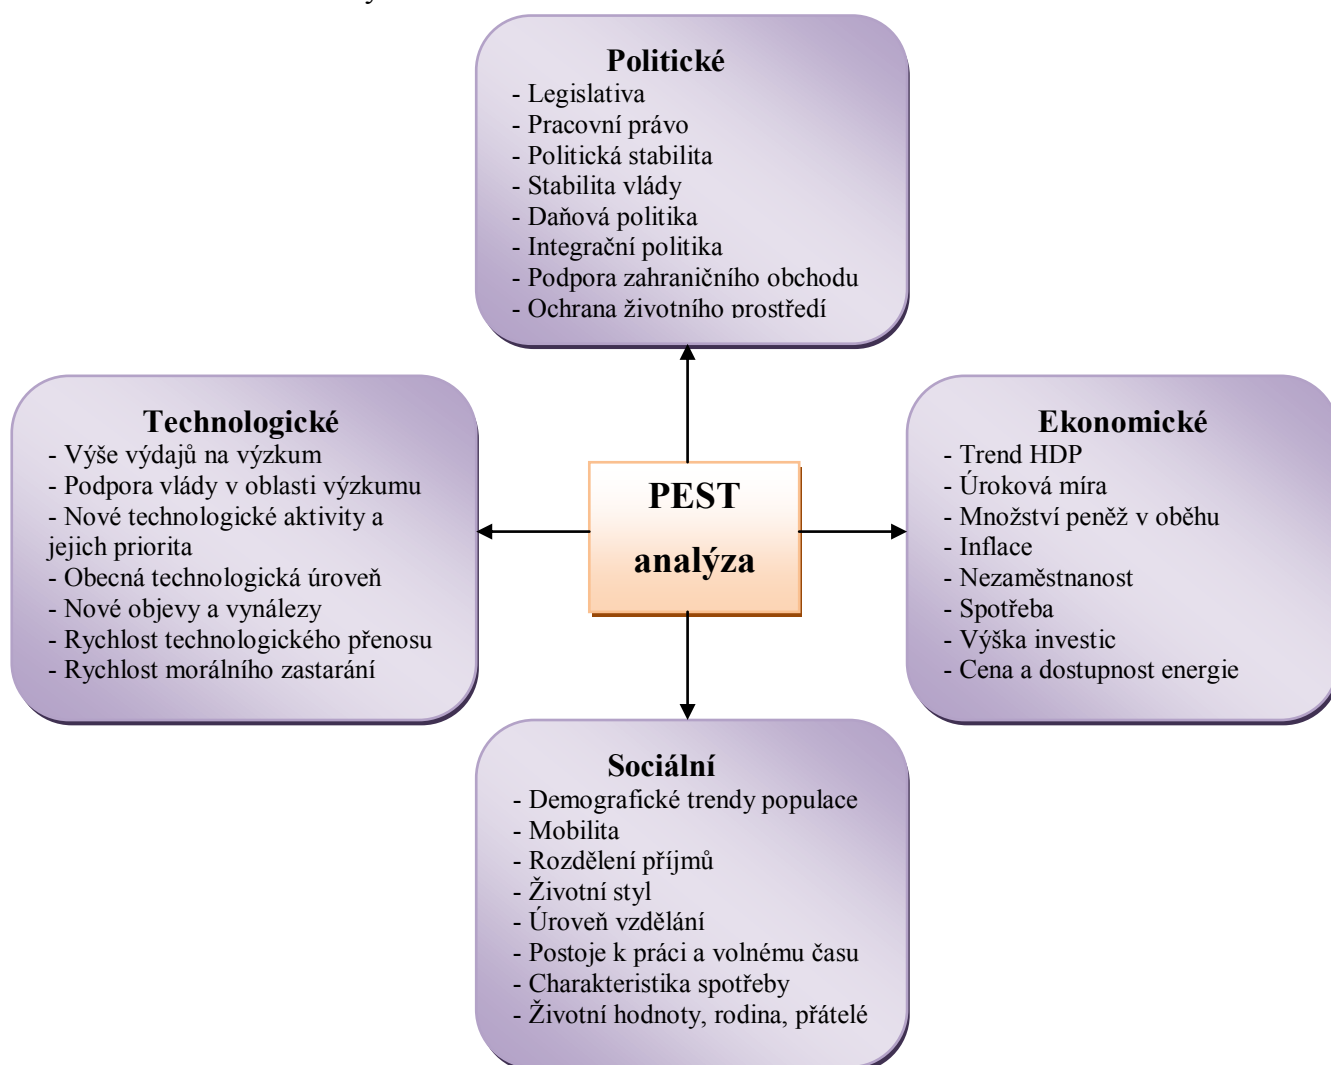 Politické
- Legislativa
- Pracovní právo
- Politická stabilita
- Stabilita vlády
- Daňová politika
- Integrační politika
- Podpora zahraničního obchodu
- Ochrana životního prostředí
Technologické
- Výše výdajů na výzkum
- Podpora vlády v oblasti výzkumu
- Nové technologické aktivity a
jejich priorita
- Obecná technologická úroveň
- Nové objevy a vynálezy
- Rychlost technologického přenosu
- Rychlost morálního zastarání
PEST
analýza
Ekonomické
- Trend HDP
- Úroková míra
- Množství peněž v oběhu
- Inflace
- Nezaměstnanost
- Spotřeba
- Výška investic
- Cena a dostupnost energie
Sociální
- Demografické trendy populace
- Mobilita
- Rozdělení příjmů
- Životní styl
- Úroveň vzdělání
- Postoje k práci a volnému času
- Charakteristika spotřeby
- Životní hodnoty, rodina, přátelé